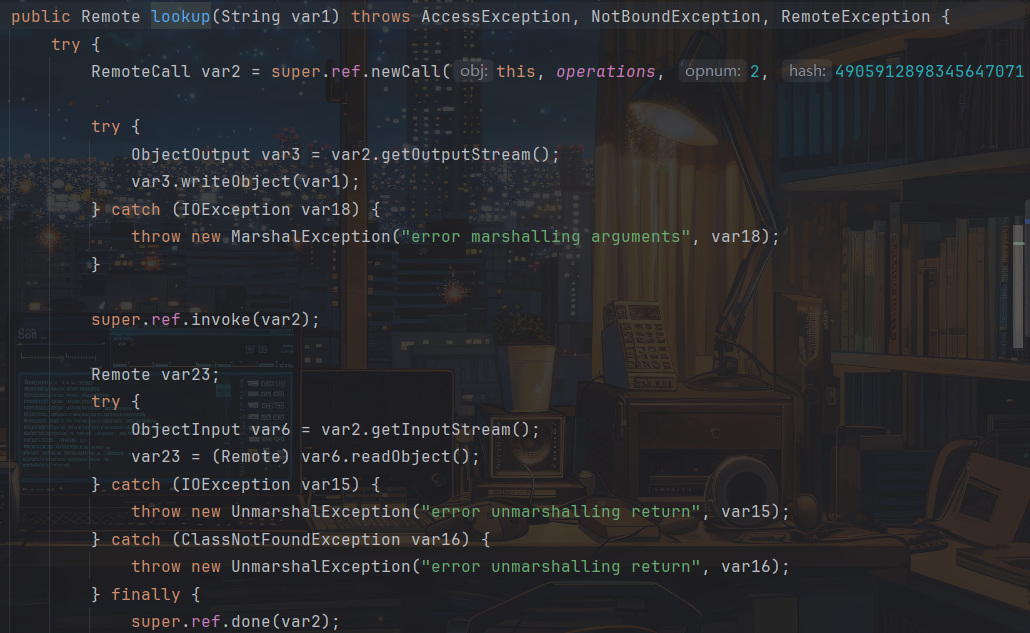 public Remote lookup(String var1) throws AccessException, NotBoundException, RemoteException {
try {
RemoteCall var2 = super.ref.newCall( obj: this, operations, opnum: 2, hash: 4905912898345647071
try {
ObjectOutput var3 = var2.getOutputStream();
var3.writeObject(var1);
} catch (IOException var18) {
throw new MarshalException("error marshalling arguments", var18);
}
super.ref.invoke(var2);
Remote var23;
try {
ObjectInput var6 = var2.getInputStream();
var23 = (Remote) var6.readObject();
} catch (IOException var15) {
throw new UnmarshalException("error unmarshalling return", var15);
} catch (ClassNotFoundException var16) {
throw new UnmarshalException("error unmarshalling return", var16);
} finally {
super.ref.done(var2);